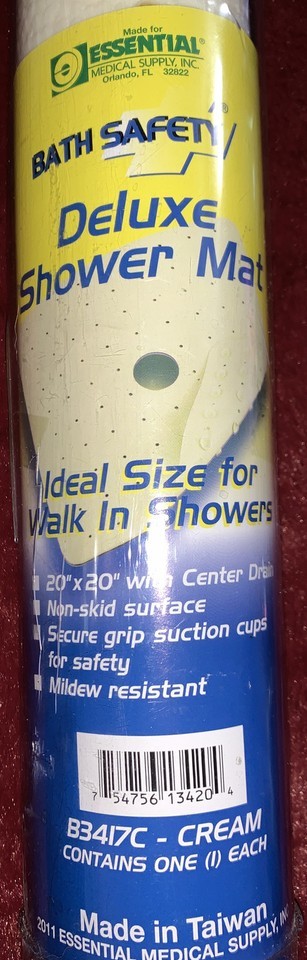 Made for
ESSENTIAL®
MEDICAL SUPPLY, INC.
Orlando, FL 32822
BATH SAFETY®
Deluxe
Shower Mat
Ideal Size for
Walk In Showers
20"x20" with Center Drain
Non-skid surface
Secure grip suction cups
for safety
Mildew resistant
7 54756 13420 4
B3417C - CREAM
CONTAINS ONE (1) EACH
Made in Taiwan
2011 ESSENTIAL MEDICAL SUPPLY, IN